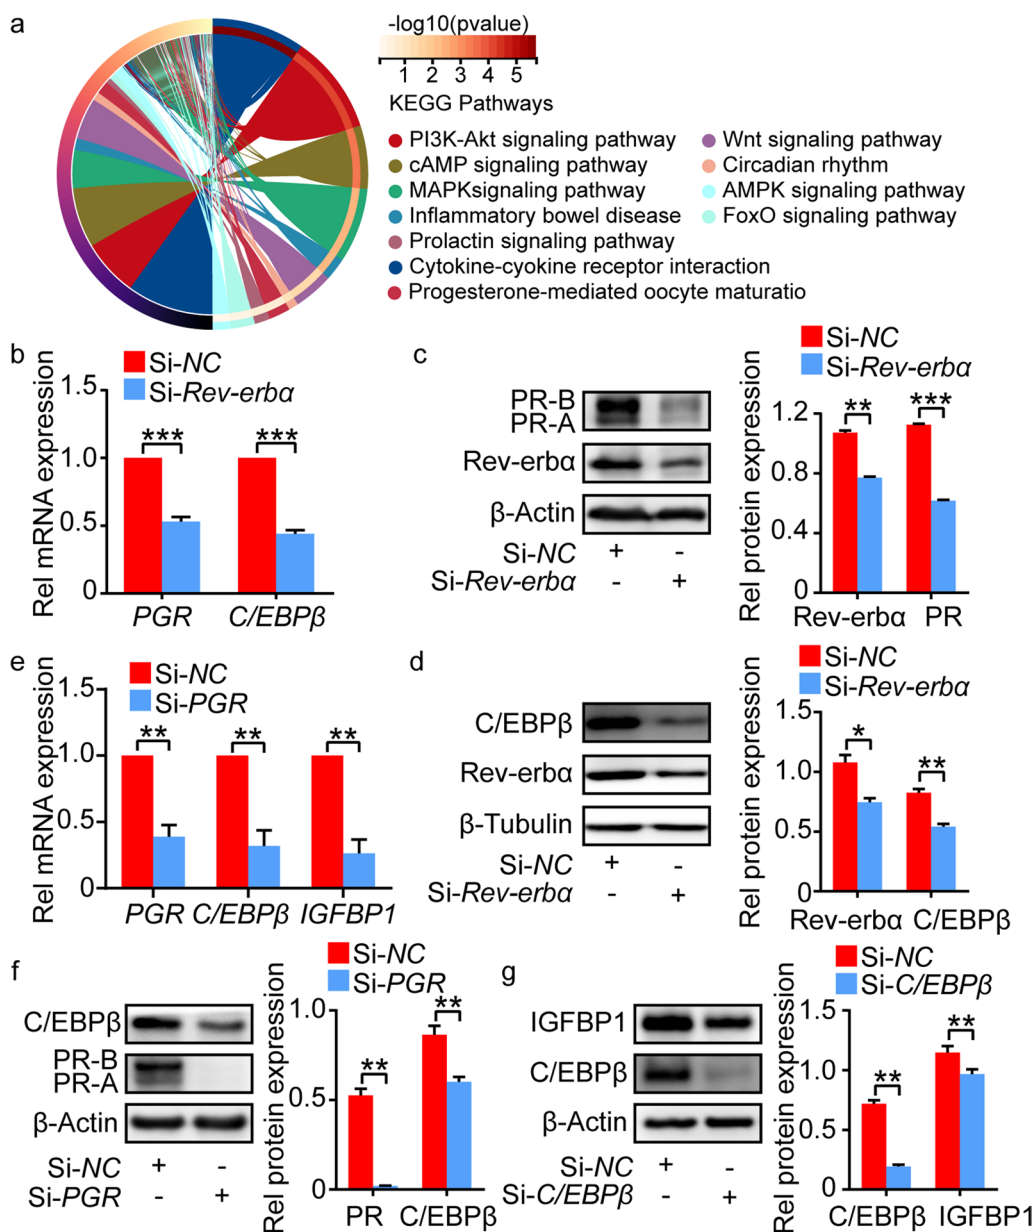 a
-log10(pvalue)
1 2 3 4 5
KEGG Pathways
PI3K-Akt signaling pathway
cAMP signaling pathway
MAPKsignaling pathway
Inflammatory bowel disease
Prolactin signaling pathway
Cytokine-cyokine receptor interaction
Progesterone-mediated oocyte maturatio
Wnt signaling pathway
Circadian rhythm
AMPK signaling pathway
FoxO signaling pathway
b
Si-NC
Si-Rev-erbα
Rel mRNA expression
1.5
1.0
0.5
0
*** ***
PGR C/EBPβ
c
PR-B
PR-A
Rev-erbα
β-Actin
Si-NC + -
Si-Rev-erbα - +
Si-NC
Si-Rev-erbα
Rel protein expression
1.2
0.8
0.4
0
** ***
Rev-erbα PR
e
Si-NC
Si-PGR
Rel mRNA expression
1.5
1.0
0.5
0
** ** **
PGR C/EBPβ IGFBP1
d
C/EBPβ
Rev-erbα
β-Tubulin
Si-NC + -
Si-Rev-erbα - +
Si-NC
Si-Rev-erbα
Rel protein expression
1.5
1.0
0.5
0
* **
Rev-erbα C/EBPβ
f
C/EBPβ
PR-B
PR-A
β-Actin
Si-NC + -
Si-PGR - +
Si-NC
Si-PGR
Rel protein expression
1.0
0.5
0
** **
PR C/EBPβ
g
IGFBP1
C/EBPβ
β-Actin
Si-NC + -
Si-C/EBPβ - +
Si-NC
Si-C/EBPβ
Rel protein expression
1.5
1.0
0.5
0
** **
C/EBPβ IGFBP1